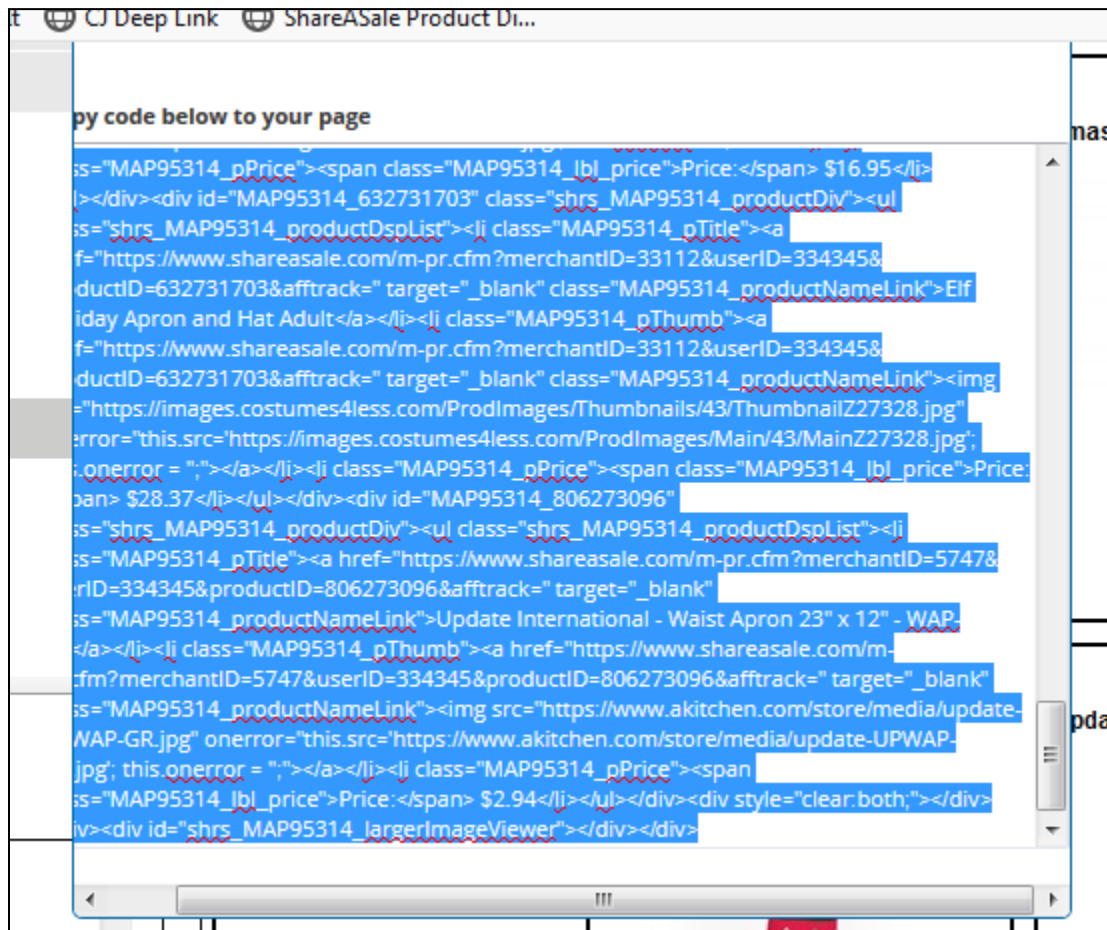 CJ Deep Link ShareASale Product Di...
py code below to your page
ss="MAP95314_pPrice"><span class="MAP95314_lbl_price">Price:</span> $16.95</li>
l></div><div id="MAP95314_632731703" class="shrs_MAP95314_productDiv"><ul
ss="shrs_MAP95314_productDspList"><li class="MAP95314_pTitle"><a
f="https://www.shareasale.com/m-pr.cfm?merchantID=33112&userID=334345&
ductID=632731703&afftrack=" target="_blank" class="MAP95314_productNameLink">Elf
iday Apron and Hat Adult</a></li><li class="MAP95314_pThumb"><a
f="https://www.shareasale.com/m-pr.cfm?merchantID=33112&userID=334345&
ductID=632731703&afftrack=" target="_blank" class="MAP95314_productNameLink"><img
="https://images.costumes4less.com/ProdImages/Thumbnails/43/ThumbnailZ27328.jpg"
error="this.src='https://images.costumes4less.com/ProdImages/Main/43/MainZ27328.jpg';
s.onerror = '';"></a></li><li class="MAP95314_pPrice"><span class="MAP95314_lbl_price">Price:
pan> $28.37</li></ul></div><div id="MAP95314_806273096"
ss="shrs_MAP95314_productDiv"><ul class="shrs_MAP95314_productDspList"><li
ss="MAP95314_pTitle"><a href="https://www.shareasale.com/m-pr.cfm?merchantID=5747&
rID=334345&productID=806273096&afftrack=" target="_blank"
ss="MAP95314_productNameLink">Update International - Waist Apron 23" x 12" - WAP-
</a></li><li class="MAP95314_pThumb"><a href="https://www.shareasale.com/m-
cfm?merchantID=5747&userID=334345&productID=806273096&afftrack=" target="_blank"
ss="MAP95314_productNameLink"><img src="https://www.akitchen.com/store/media/update-
WAP-GR.jpg" onerror="this.src='https://www.akitchen.com/store/media/update-UPWAP-
jpg'; this.onerror = '';"></a></li><li class="MAP95314_pPrice"><span
ss="MAP95314_lbl_price">Price:</span> $2.94</li></ul></div><div style="clear:both;"></div>
iv><div id="shrs_MAP95314_largerImageViewer"></div></div>
mas
pda